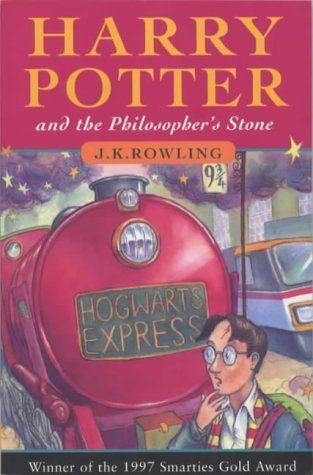 HARRY
POTTER
and the Philosopher's Stone
J.K.ROWLING
9¾
HOGWARTS
EXPRESS
Winner of the 1997 Smarties Gold Award